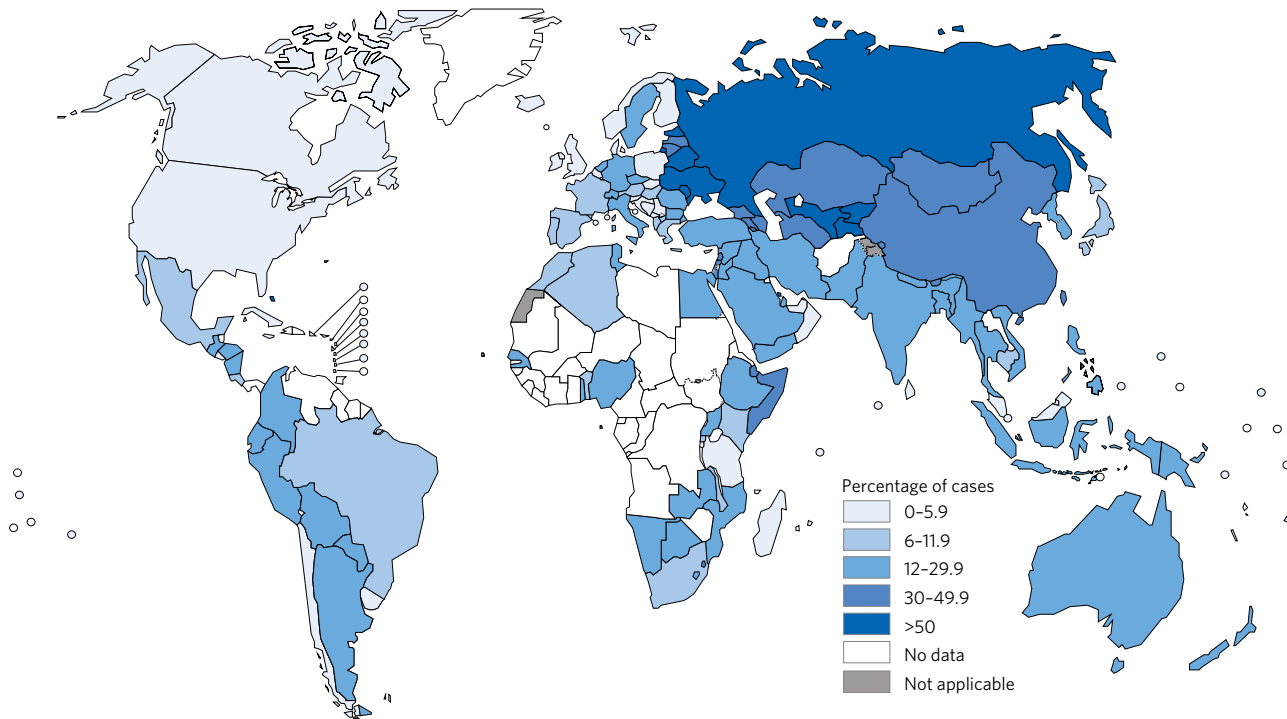 Percentage of cases
0–5.9
6–11.9
12–29.9
30–49.9
>50
No data
Not applicable